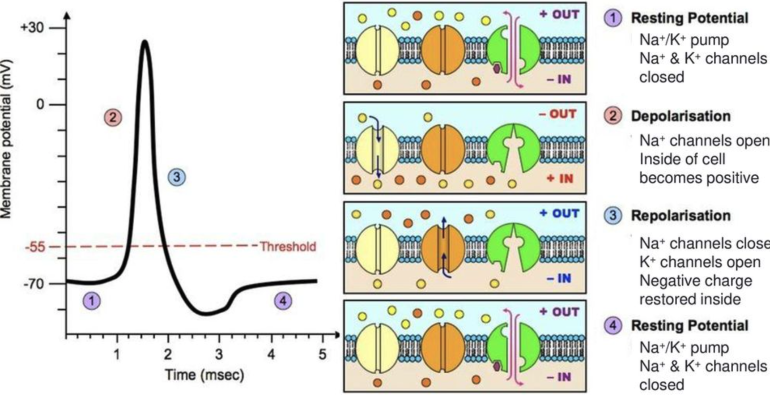 Membrane potential (mV)
+30
0
-55
-70
2
3
Threshold
1
4
1
2
3
4
5
Time (msec)
+ OUT
- IN
- OUT
+ IN
+ OUT
- IN
+ OUT
- IN
1 Resting Potential
Na⁺/K⁺ pump
Na⁺ & K⁺ channels
closed
2 Depolarisation
Na⁺ channels open
Inside of cell
becomes positive
3 Repolarisation
Na⁺ channels close
K⁺ channels open
Negative charge
restored inside
4 Resting Potential
Na⁺/K⁺ pump
Na⁺ & K⁺ channels
closed